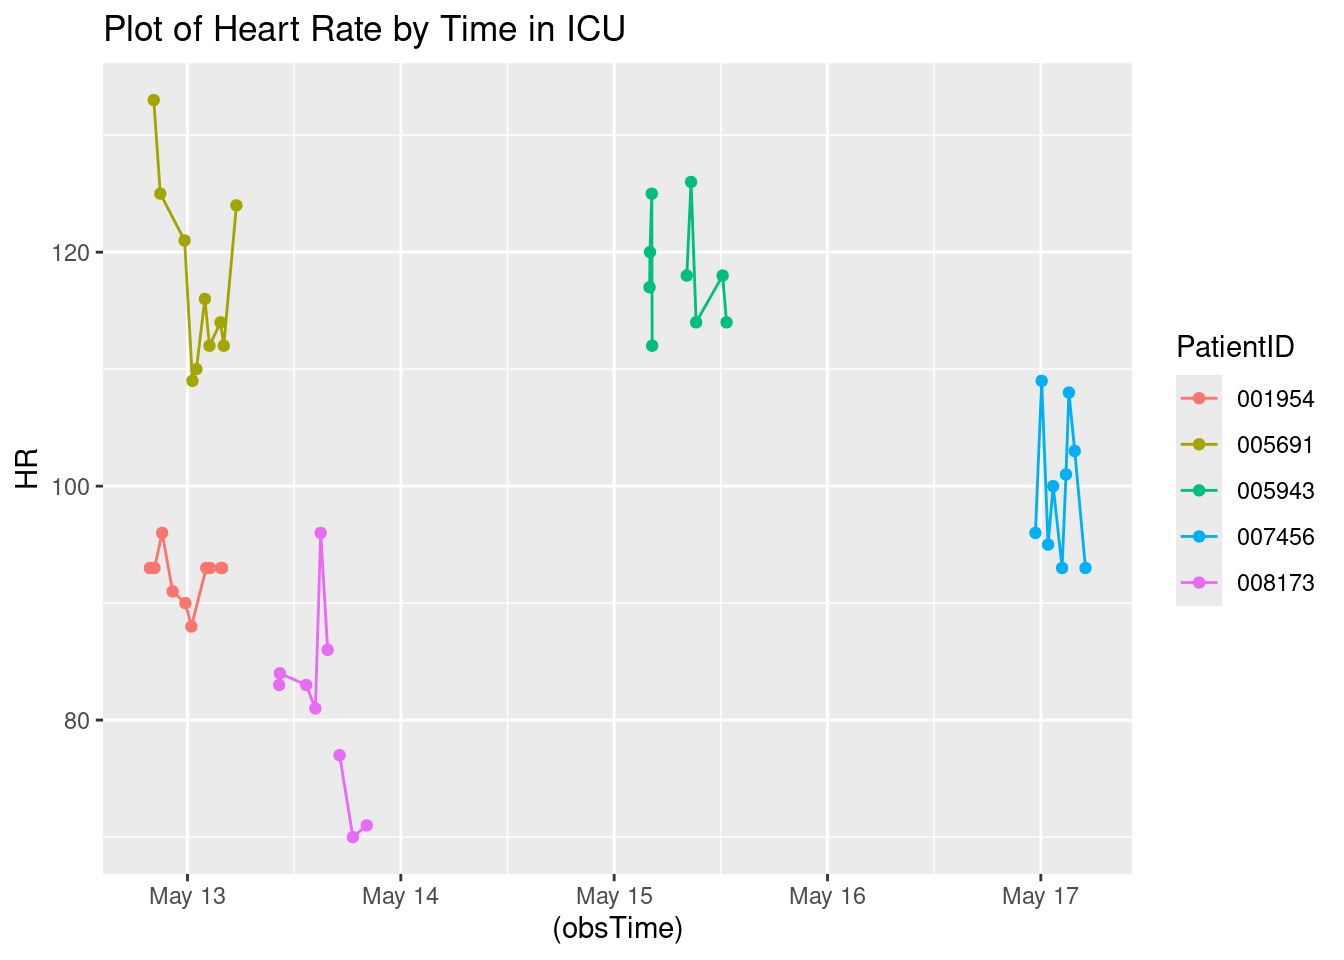 Plot of Heart Rate by Time in ICU
HR
120
100
80
May 13
May 14
May 15
May 16
May 17
(obsTime)
PatientID
001954
005691
005943
007456
008173